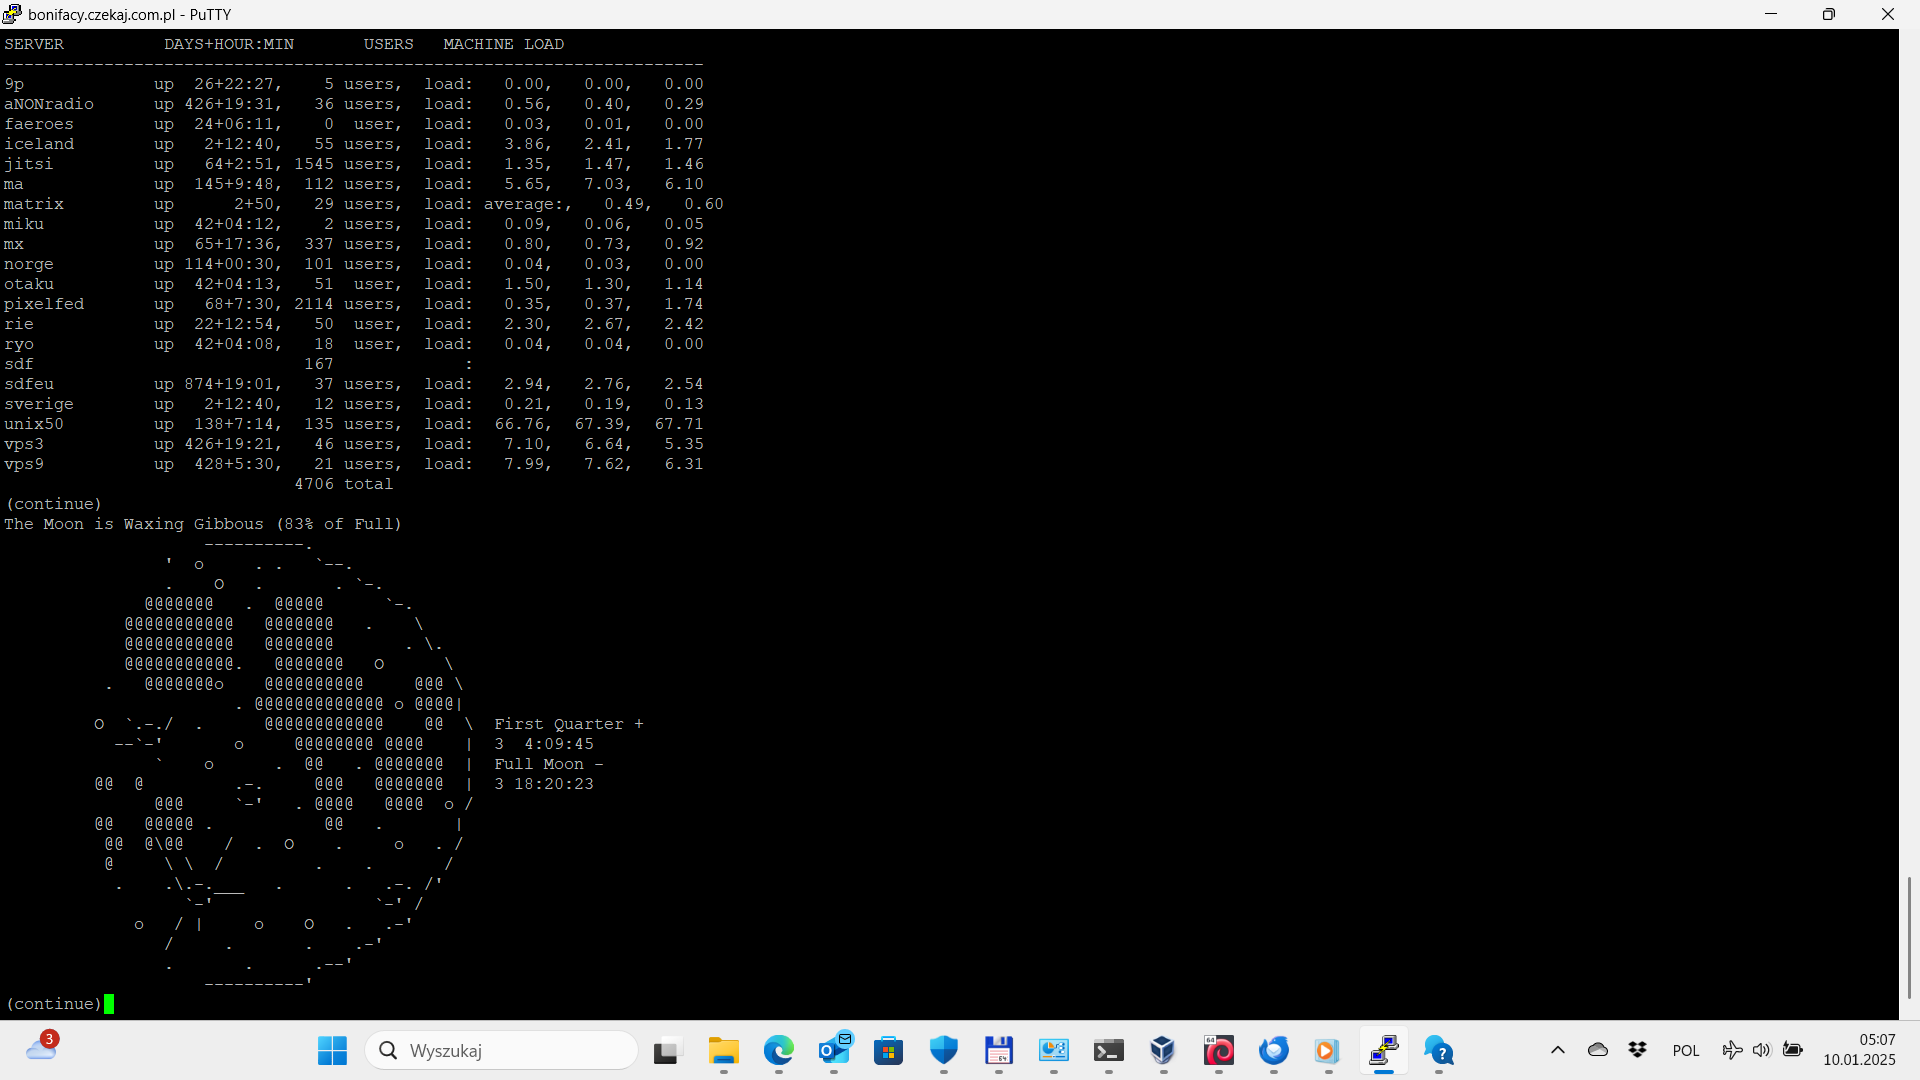 bonifacy.czekaj.com.pl - PuTTY
SERVER          DAYS+HOUR:MIN       USERS   MACHINE LOAD
----------------------------------------------------------------------
9p             up  26+22:27,    5 users,  load:   0.00,   0.00,   0.00
aNONradio      up 426+19:31,   36 users,  load:   0.56,   0.40,   0.29
faeroes        up  24+06:11,    0  user,  load:   0.03,   0.01,   0.00
iceland        up   2+12:40,   55 users,  load:   3.86,   2.41,   1.77
jitsi          up   64+2:51, 1545 users,  load:   1.35,   1.47,   1.46
ma             up  145+9:48,  112 users,  load:   5.65,   7.03,   6.10
matrix         up      2+50,   29 users,  load: average:,   0.49,   0.60
miku           up  42+04:12,    2 users,  load:   0.09,   0.06,   0.05
mx             up  65+17:36,  337 users,  load:   0.80,   0.73,   0.92
norge          up 114+00:30,  101 users,  load:   0.04,   0.03,   0.00
otaku          up  42+04:13,   51  user,  load:   1.50,   1.30,   1.14
pixelfed       up   68+7:30, 2114 users,  load:   0.35,   0.37,   1.74
rie            up  22+12:54,   50  user,  load:   2.30,   2.67,   2.42
ryo            up  42+04:08,   18  user,  load:   0.04,   0.04,   0.00
sdf                           167             :
sdfeu          up 874+19:01,   37 users,  load:   2.94,   2.76,   2.54
sverige        up   2+12:40,   12 users,  load:   0.21,   0.19,   0.13
unix50         up  138+7:14,  135 users,  load:  66.76,  67.39,  67.71
vps3           up 426+19:21,   46 users,  load:   7.10,   6.64,   5.35
vps9           up  428+5:30,   21 users,  load:   7.99,   7.62,   6.31
                             4706 total
(continue)
The Moon is Waxing Gibbous (83% of Full)
First Quarter +
3  4:09:45
Full Moon -
3 18:20:23
(continue)
3
Wyszukaj
64
64
POL
05:07
10.01.2025